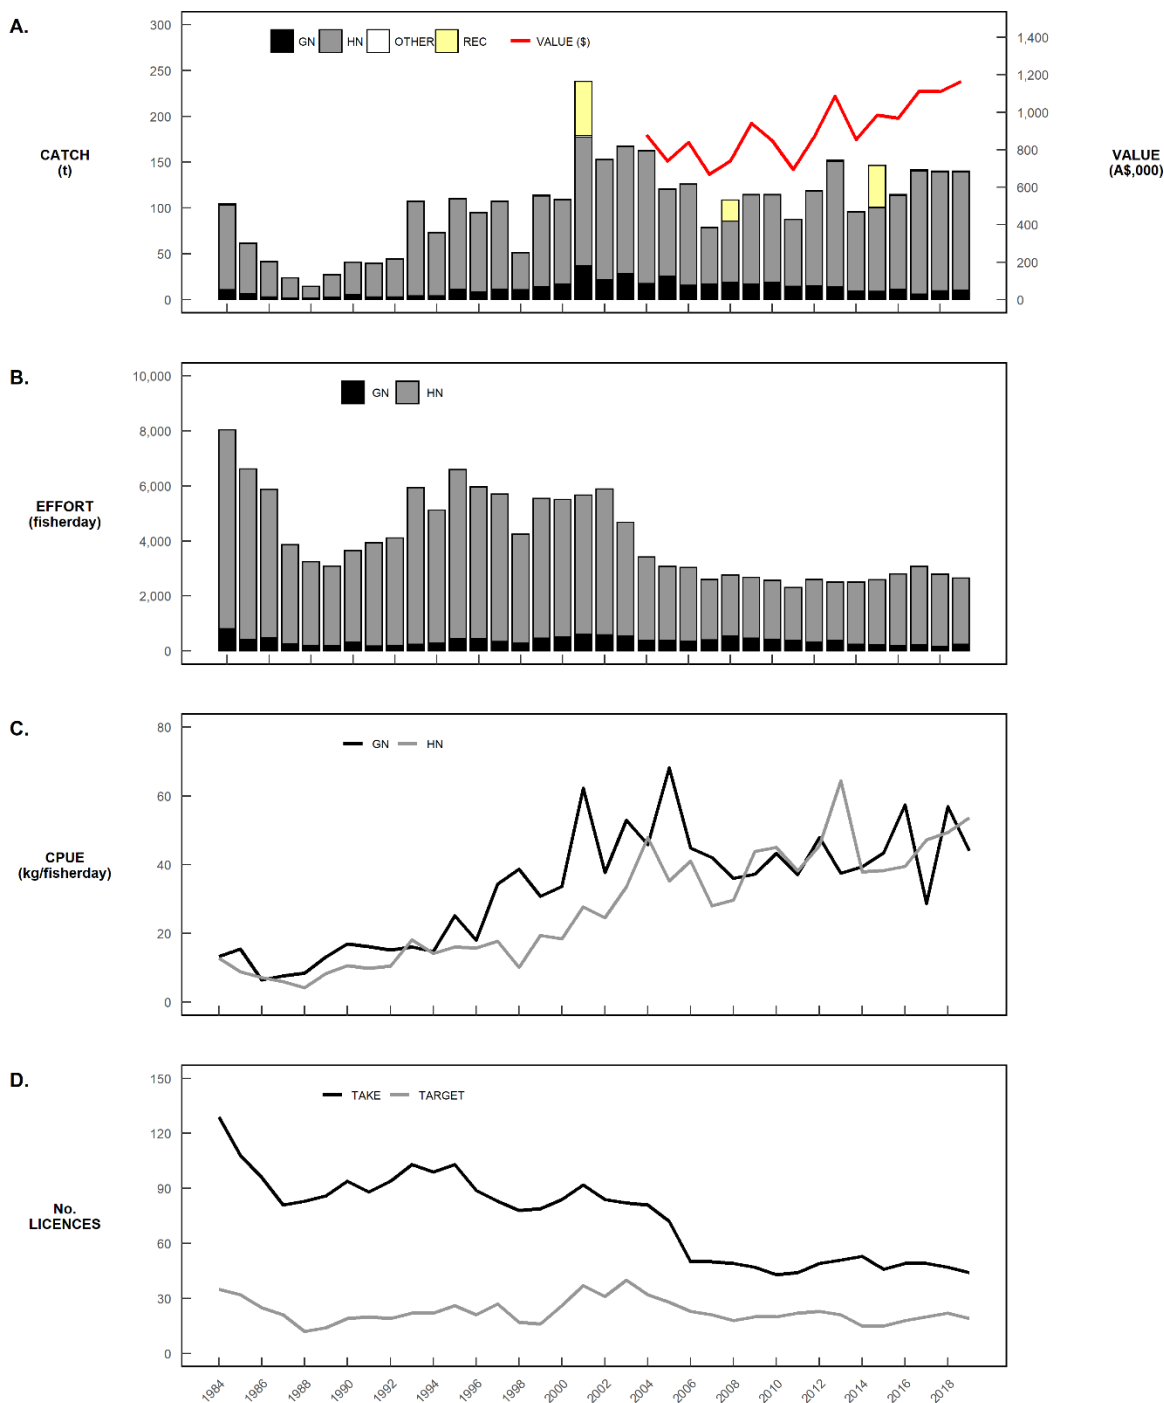 A.
300
250
200
150
100
50
0
CATCH
(t)
GN HN OTHER REC VALUE ($)
1,400
1,200
1,000
800
600
400
200
0
VALUE
(A$,000)
B.
10,000
8,000
6,000
4,000
2,000
0
EFFORT
(fisherday)
GN HN
C.
80
60
40
20
0
CPUE
(kg/fisherday)
GN HN
D.
150
120
90
60
30
0
No.
LICENCES
TAKE TARGET
1984 1986 1988 1990 1992 1994 1996 1998 2000 2002 2004 2006 2008 2010 2012 2014 2016 2018